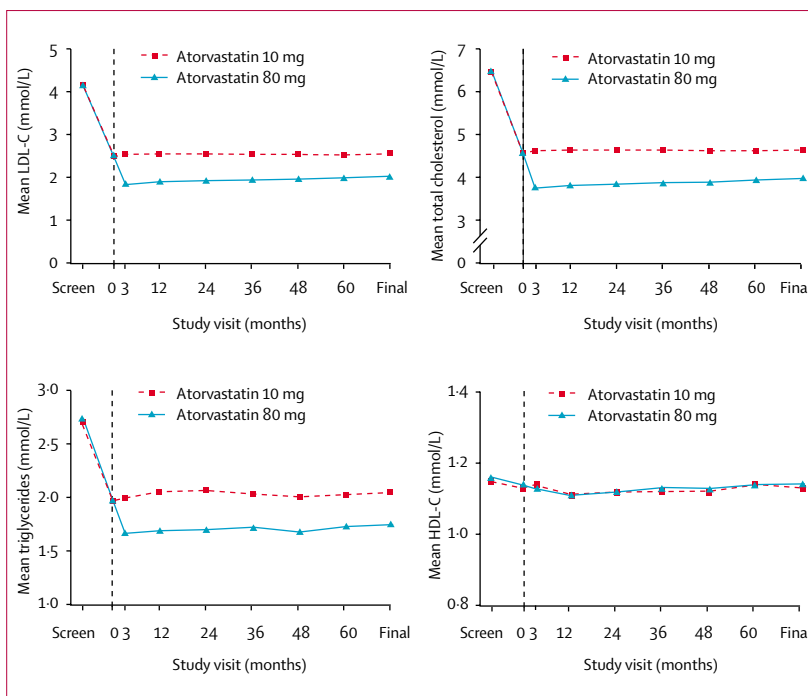 Atorvastatin 10 mg
Atorvastatin 80 mg
Mean LDL-C (mmol/L)
5
4
3
2
1
0
Screen 0 3 12 24 36 48 60 Final
Study visit (months)
Atorvastatin 10 mg
Atorvastatin 80 mg
Mean total cholesterol (mmol/L)
7
6
5
4
3
0
Screen 0 3 12 24 36 48 60 Final
Study visit (months)
Atorvastatin 10 mg
Atorvastatin 80 mg
Mean triglycerides (mmol/L)
3·0
2·5
2·0
1·5
1·0
Screen 0 3 12 24 36 48 60 Final
Study visit (months)
Atorvastatin 10 mg
Atorvastatin 80 mg
Mean HDL-C (mmol/L)
1·4
1·2
1·0
0·8
Screen 0 3 12 24 36 48 60 Final
Study visit (months)